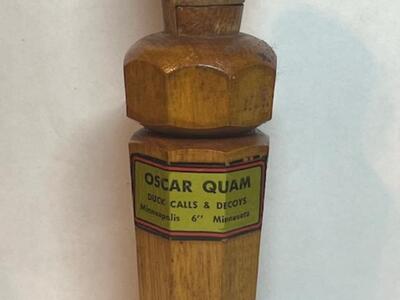 OSCAR QUAM
DUCK CALLS & DECOYS
Minneapolis 6" Minnesota